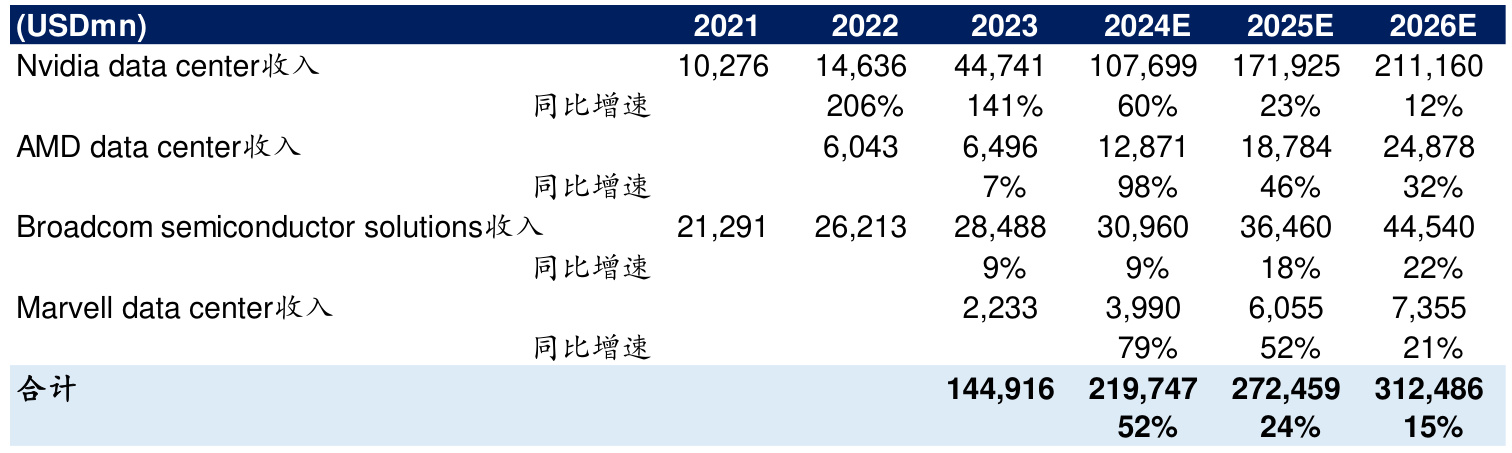 (USDmn) 2021 2022 2023 2024E 2025E 2026E
Nvidia data center收入 10,276 14,636 44,741 107,699 171,925 211,160
同比增速 206% 141% 60% 23% 12%
AMD data center收入 6,043 6,496 12,871 18,784 24,878
同比增速 7% 98% 46% 32%
Broadcom semiconductor solutions收入 21,291 26,213 28,488 30,960 36,460 44,540
同比增速 9% 9% 18% 22%
Marvell data center收入 2,233 3,990 6,055 7,355
同比增速 79% 52% 21%
合计 144,916 219,747 272,459 312,486
52% 24% 15%